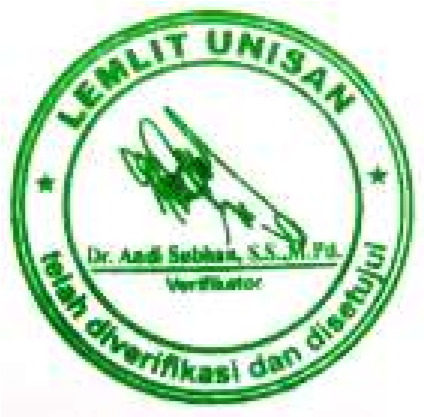 LEMLIT UNISAN
Dr. Andi Subhan, S.S., M.Pd.
Verifikator
telah diverifikasi dan disetujui